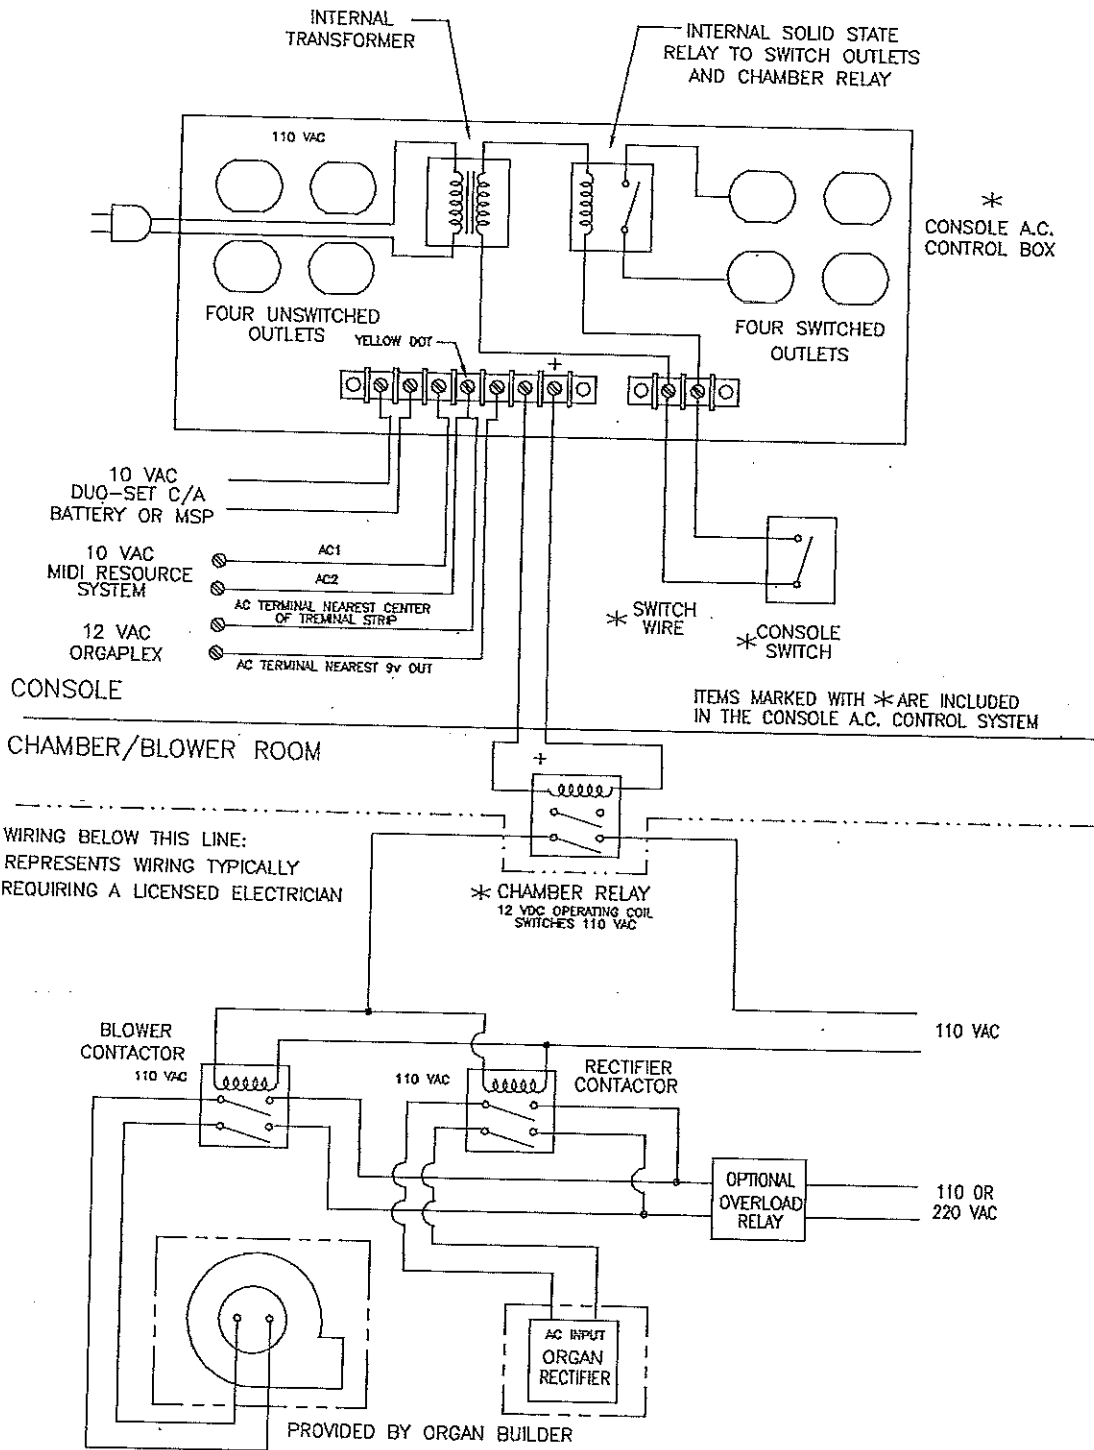 INTERNAL
TRANSFORMER
INTERNAL SOLID STATE
RELAY TO SWITCH OUTLETS
AND CHAMBER RELAY
110 VAC
FOUR UNSWITCHED
OUTLETS
YELLOW DOT
+
FOUR SWITCHED
OUTLETS
*
CONSOLE A.C.
CONTROL BOX
10 VAC
DUO-SET C/A
BATTERY OR MSP
10 VAC
MIDI RESOURCE
SYSTEM
AC1
AC2
AC TERMINAL NEAREST CENTER
OF TREMINAL STRIP
12 VAC
ORGAPLEX
AC TERMINAL NEAREST 9v OUT
* SWITCH
WIRE
* CONSOLE
SWITCH
CONSOLE
ITEMS MARKED WITH * ARE INCLUDED
IN THE CONSOLE A.C. CONTROL SYSTEM
CHAMBER/BLOWER ROOM
+
WIRING BELOW THIS LINE:
REPRESENTS WIRING TYPICALLY
REQUIRING A LICENSED ELECTRICIAN
* CHAMBER RELAY
12 VDC OPERATING COIL
SWITCHES 110 VAC
110 VAC
BLOWER
CONTACTOR
110 VAC
110 VAC
RECTIFIER
CONTACTOR
OPTIONAL
OVERLOAD
RELAY
110 OR
220 VAC
AC INPUT
ORGAN
RECTIFIER
PROVIDED BY ORGAN BUILDER